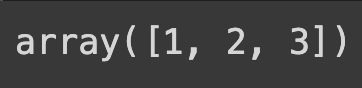 array([1, 2, 3])